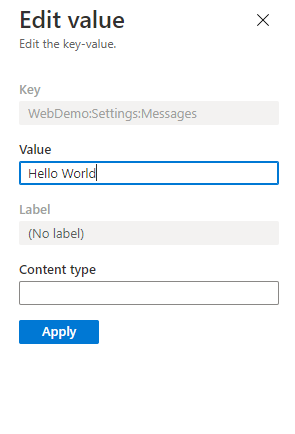 Edit value
Edit the key-value.
Key
WebDemo:Settings:Messages
Value
Hello World
Label
(No label)
Content type
Apply